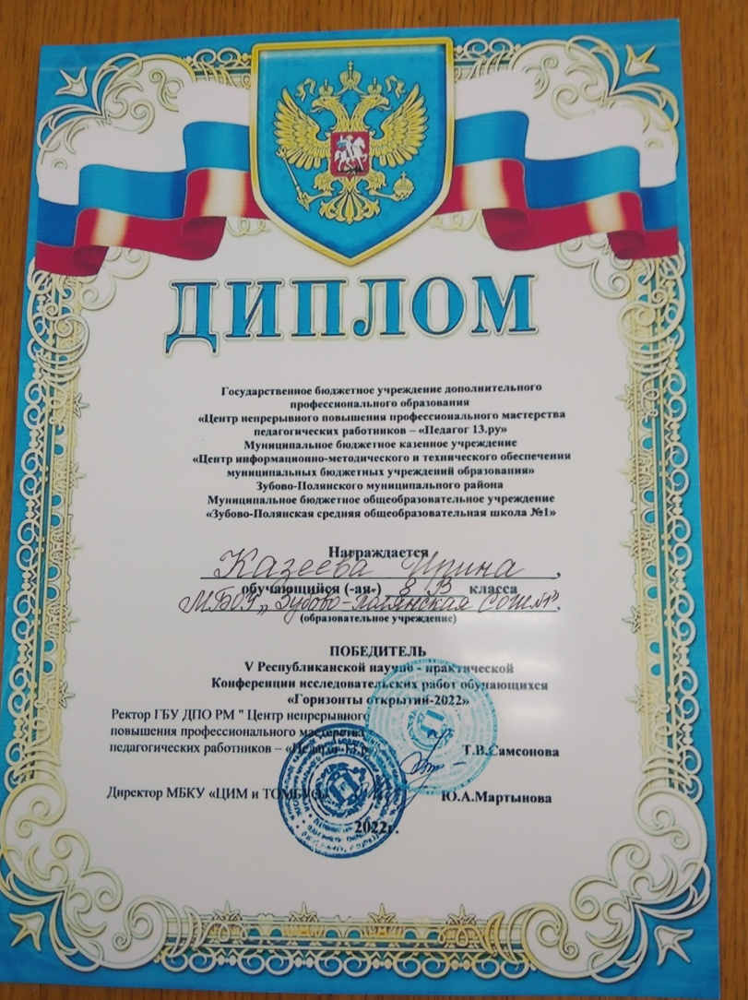 ДИПЛОМ
Государственное бюджетное учреждение дополнительного
профессионального образования
«Центр непрерывного повышения профессионального мастерства
педагогических работников – «Педагог 13.ру»
Муниципальное бюджетное казенное учреждение
«Центр информационно-методического и технического обеспечения
муниципальных бюджетных учреждений образования»
Зубово-Полянского муниципального района
Муниципальное бюджетное общеобразовательное учреждение
«Зубово-Полянская средняя общеобразовательная школа №1»
Награждается
Казеева Ирина,
обучающийся (-ая-) 8 В класса
МБОУ „Зубово-Полянская СОШ №1",
(образовательное учреждение)
ПОБЕДИТЕЛЬ
V Республиканской научно - практической
Конференции исследовательских работ обучающихся
«Горизонты открытий-2022»
Ректор ГБУ ДПО РМ " Центр непрерывного
повышения профессионального мастерства
педагогических работников – «Педагог 13.р Т.В.Самсонова
Директор МБКУ «ЦИМ и ТОМБУО» Ю.А.Мартынова
2022г.